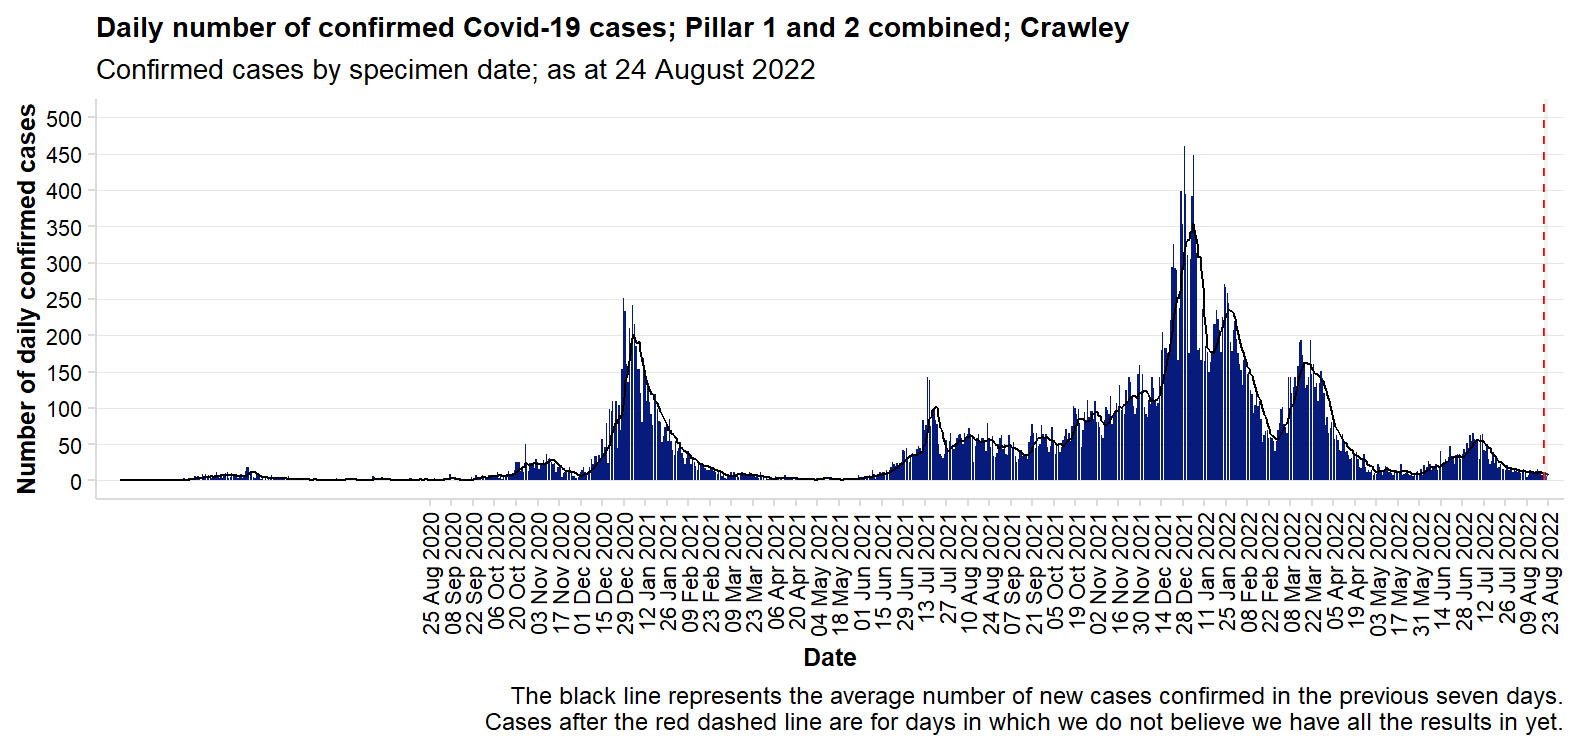 Daily number of confirmed Covid-19 cases; Pillar 1 and 2 combined; Crawley
Confirmed cases by specimen date; as at 24 August 2022
Number of daily confirmed cases
500
450
400
350
300
250
200
150
100
50
0
25 Aug 2020
08 Sep 2020
22 Sep 2020
06 Oct 2020
20 Oct 2020
03 Nov 2020
17 Nov 2020
01 Dec 2020
15 Dec 2020
29 Dec 2020
12 Jan 2021
26 Jan 2021
09 Feb 2021
23 Feb 2021
09 Mar 2021
23 Mar 2021
06 Apr 2021
20 Apr 2021
04 May 2021
18 May 2021
01 Jun 2021
15 Jun 2021
29 Jun 2021
13 Jul 2021
27 Jul 2021
10 Aug 2021
24 Aug 2021
07 Sep 2021
21 Sep 2021
05 Oct 2021
19 Oct 2021
02 Nov 2021
16 Nov 2021
30 Nov 2021
14 Dec 2021
28 Dec 2021
11 Jan 2022
25 Jan 2022
08 Feb 2022
22 Feb 2022
08 Mar 2022
22 Mar 2022
05 Apr 2022
19 Apr 2022
03 May 2022
17 May 2022
31 May 2022
14 Jun 2022
28 Jun 2022
12 Jul 2022
26 Jul 2022
09 Aug 2022
23 Aug 2022
Date
The black line represents the average number of new cases confirmed in the previous seven days.
Cases after the red dashed line are for days in which we do not believe we have all the results in yet.